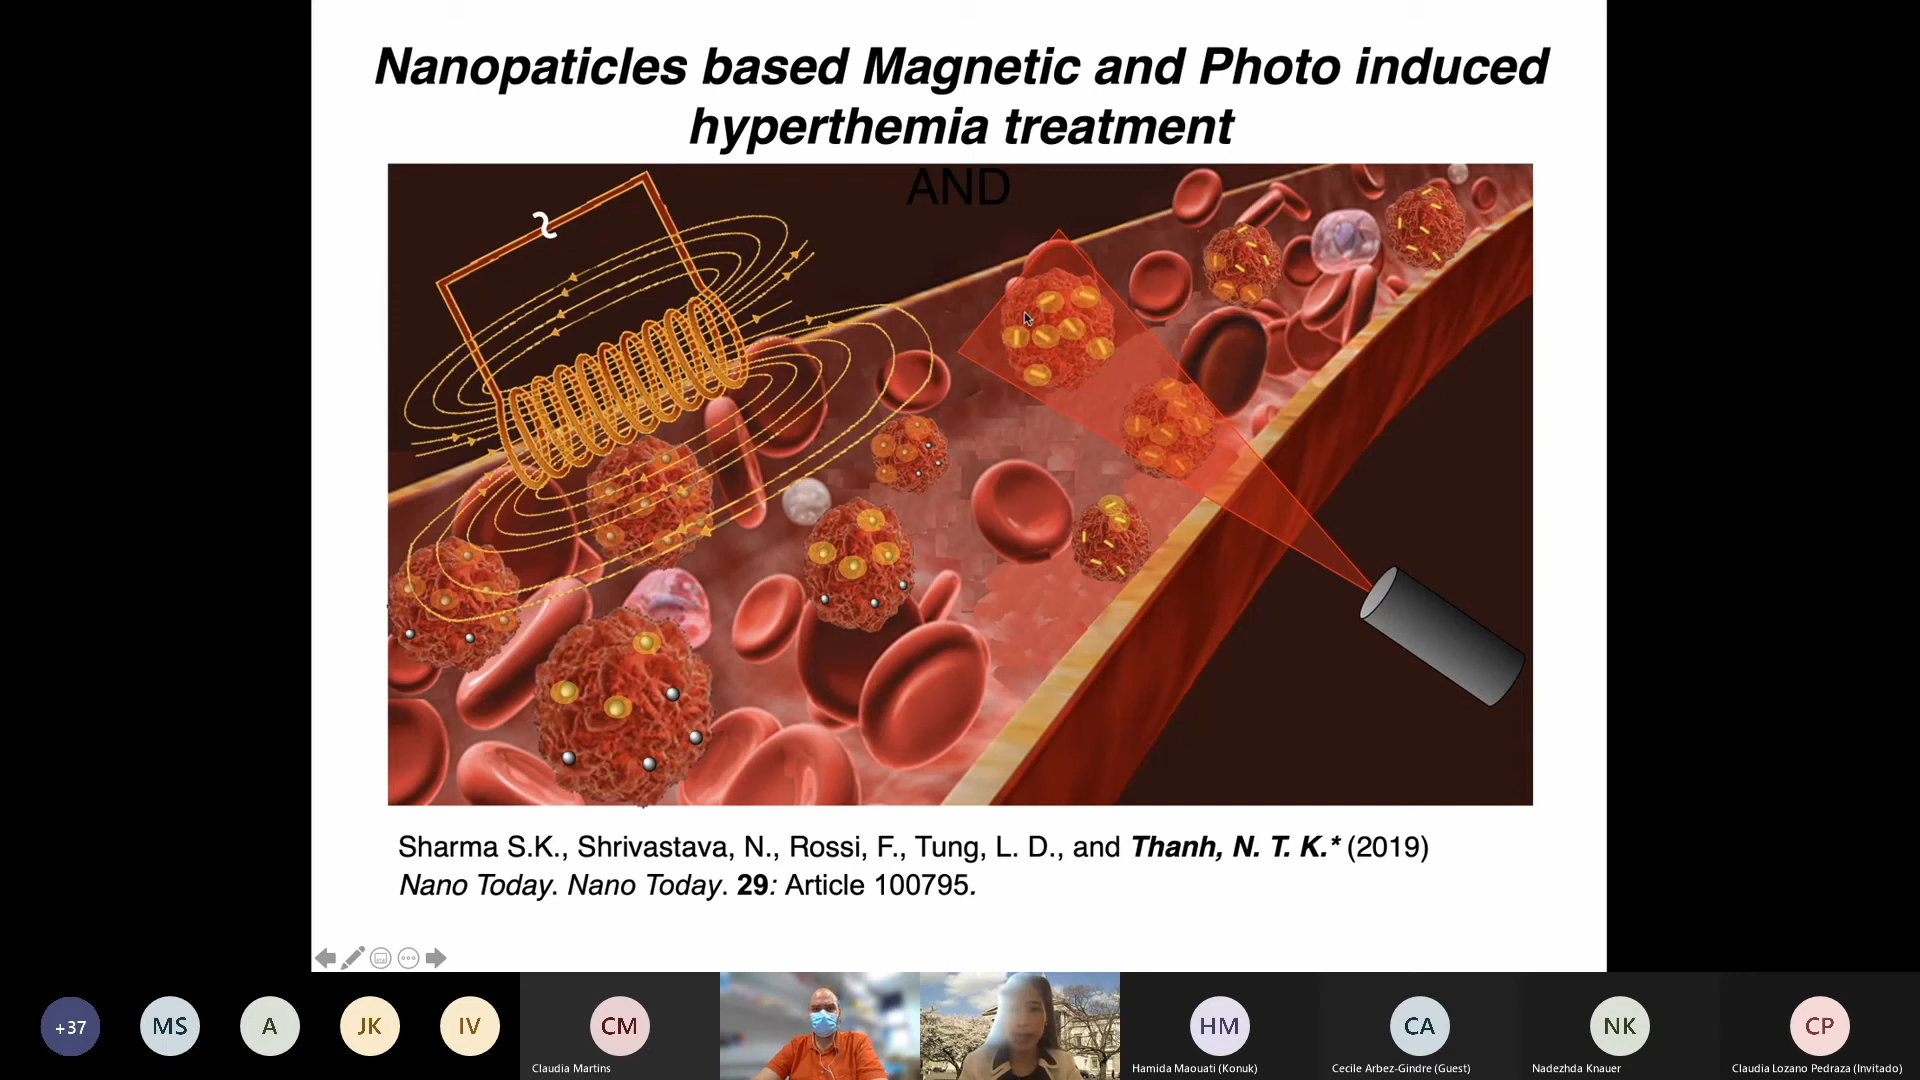 Nanopaticles based Magnetic and Photo induced
hyperthemia treatment
AND
Sharma S.K., Shrivastava, N., Rossi, F., Tung, L. D., and Thanh, N. T. K.* (2019)
Nano Today. Nano Today. 29: Article 100795.
+37
MS
A
JK
IV
CM
HM
CA
NK
CP
Claudia Martins
Hamida Maouati (Konuk)
Cecile Arbez-Gindre (Guest)
Nadezhda Knauer
Claudia Lozano Pedraza (Invitado)